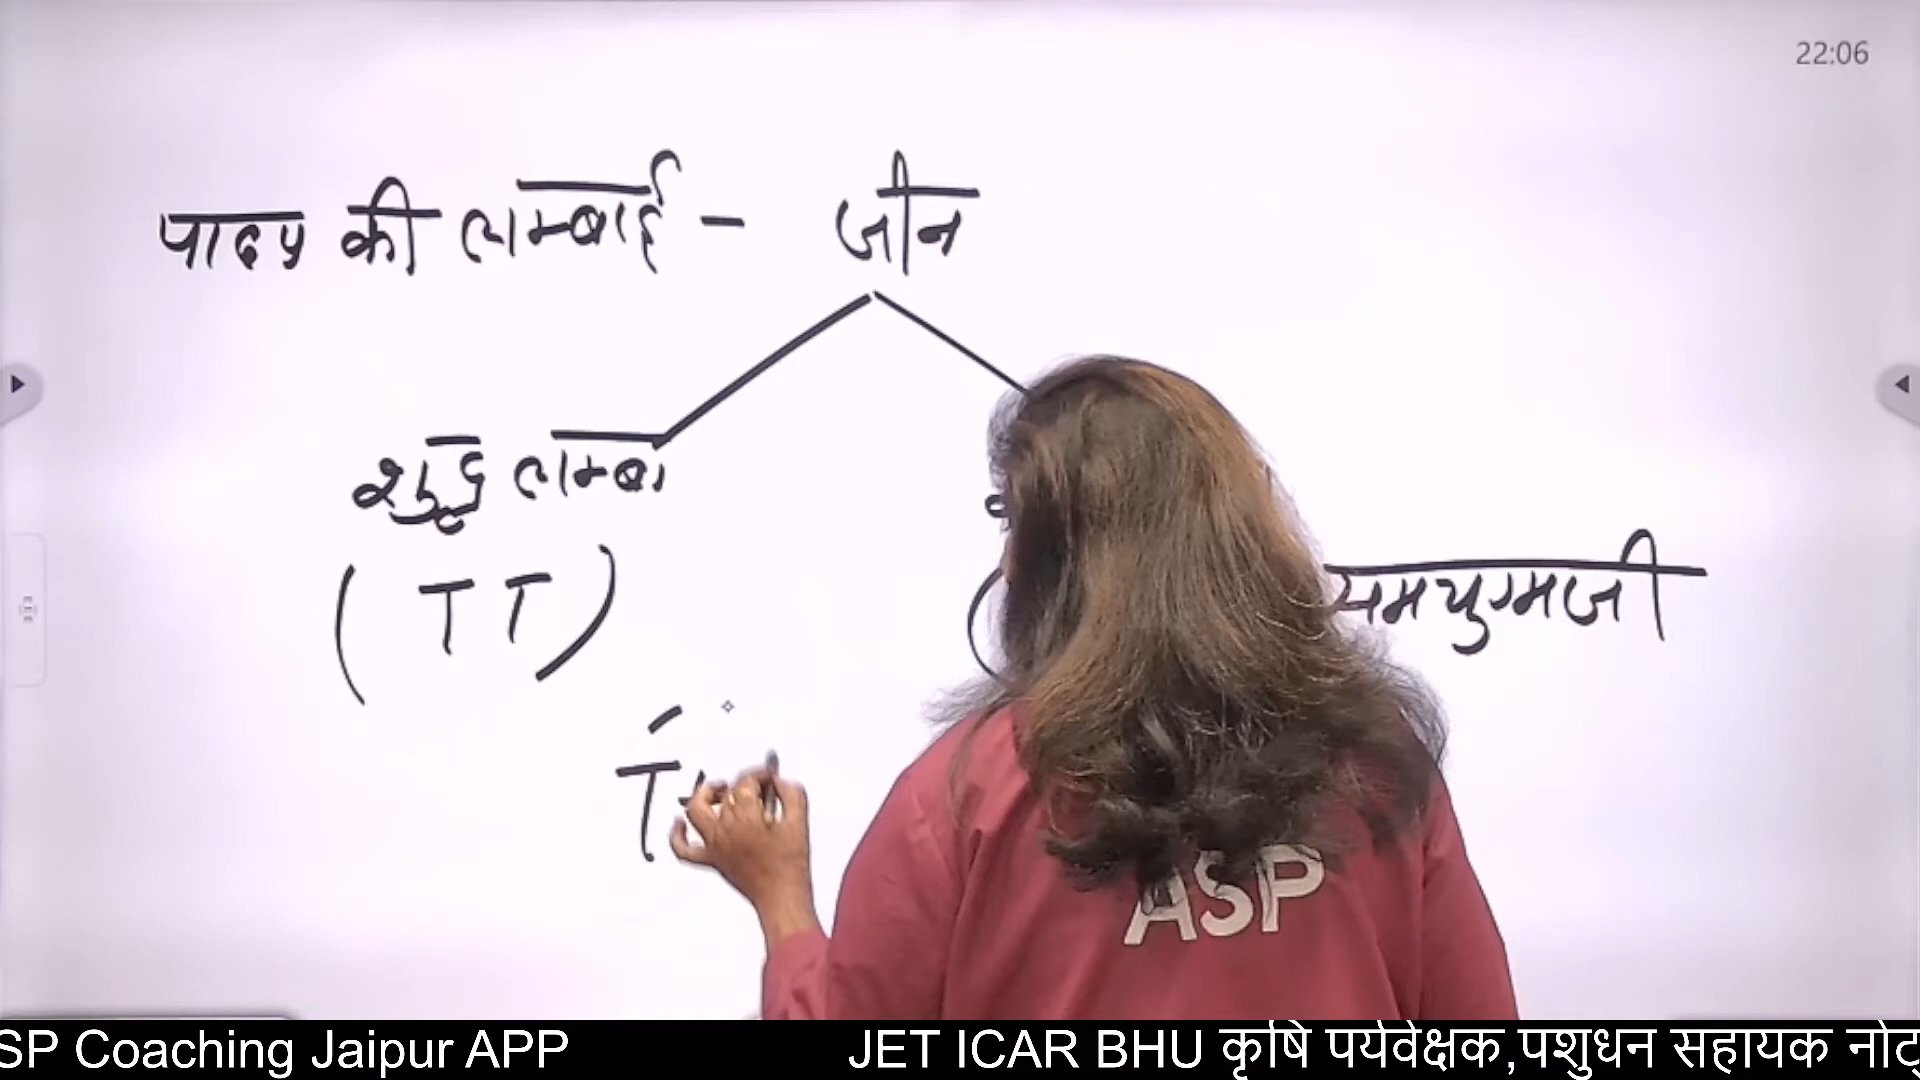 22:06
पादप की लम्बाई - जीन
शुद्ध लम्बा
(TT)
समयुग्मजी
T
ASP
SP Coaching Jaipur APP JET ICAR BHU कृषि पर्यवेक्षक,पशुधन सहायक नोट्